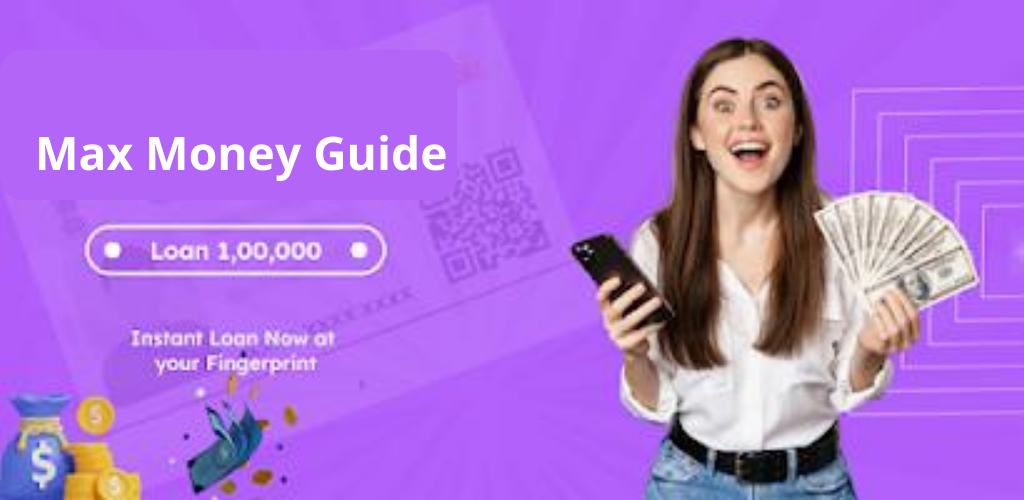 Max Money Guide
Loan 1,00,000
Instant Loan Now at
your Fingerprint